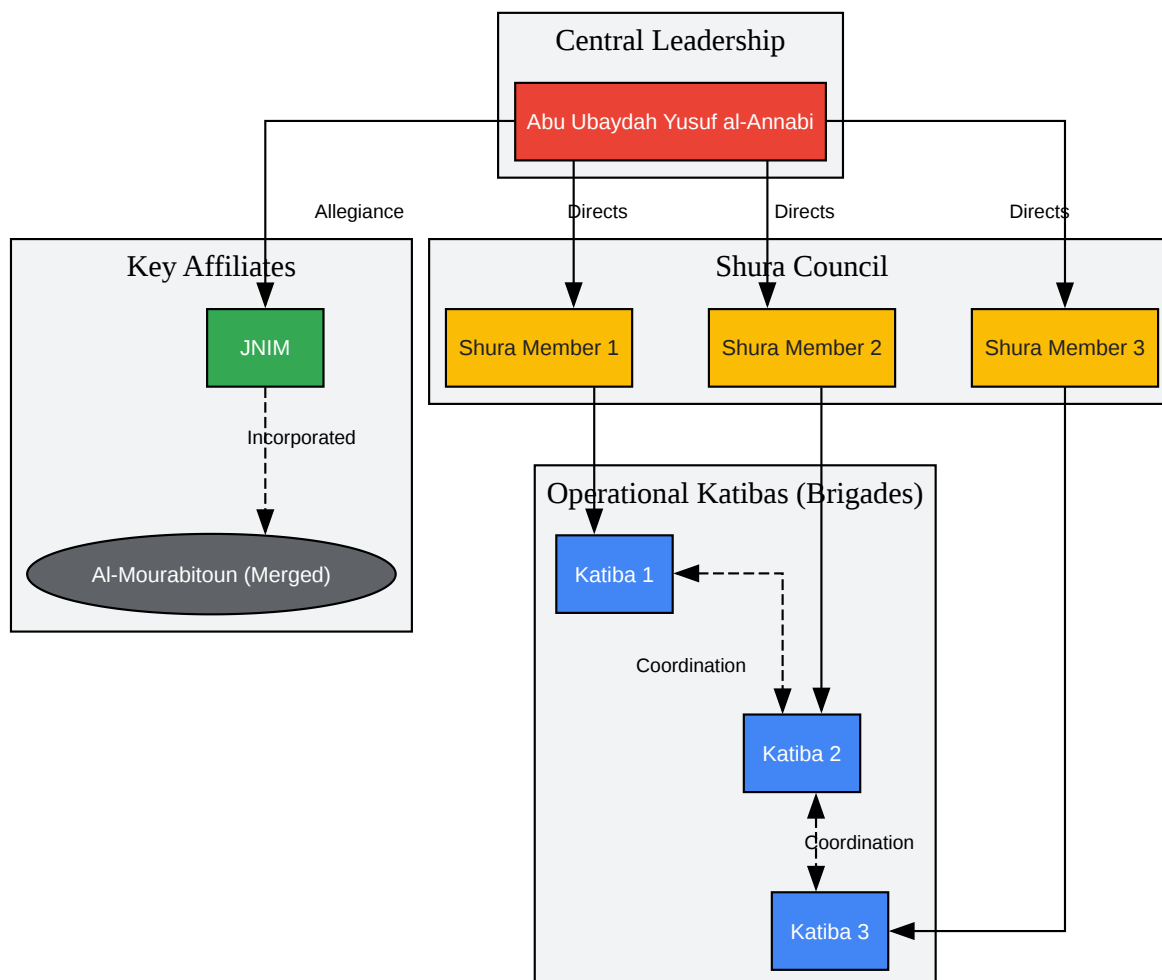 Central Leadership
Abu Ubaydah Yusuf al-Annabi
Allegiance
Directs
Directs
Directs
Key Affiliates
Shura Council
JNIM
Shura Member 1
Shura Member 2
Shura Member 3
Incorporated
Operational Katibas (Brigades)
Al-Mourabitoun (Merged)
Katiba 1
Coordination
Katiba 2
Coordination
Katiba 3